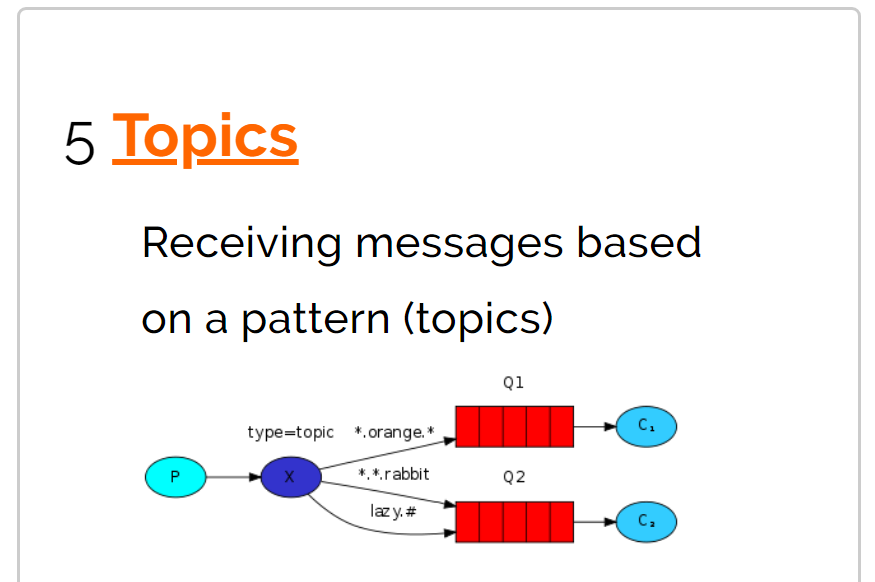 5 Topics
Receiving messages based
on a pattern (topics)
Q1
type=topic *.orange.*
C₁
P
X
*.*.rabbit
Q2
lazy.#
C₂